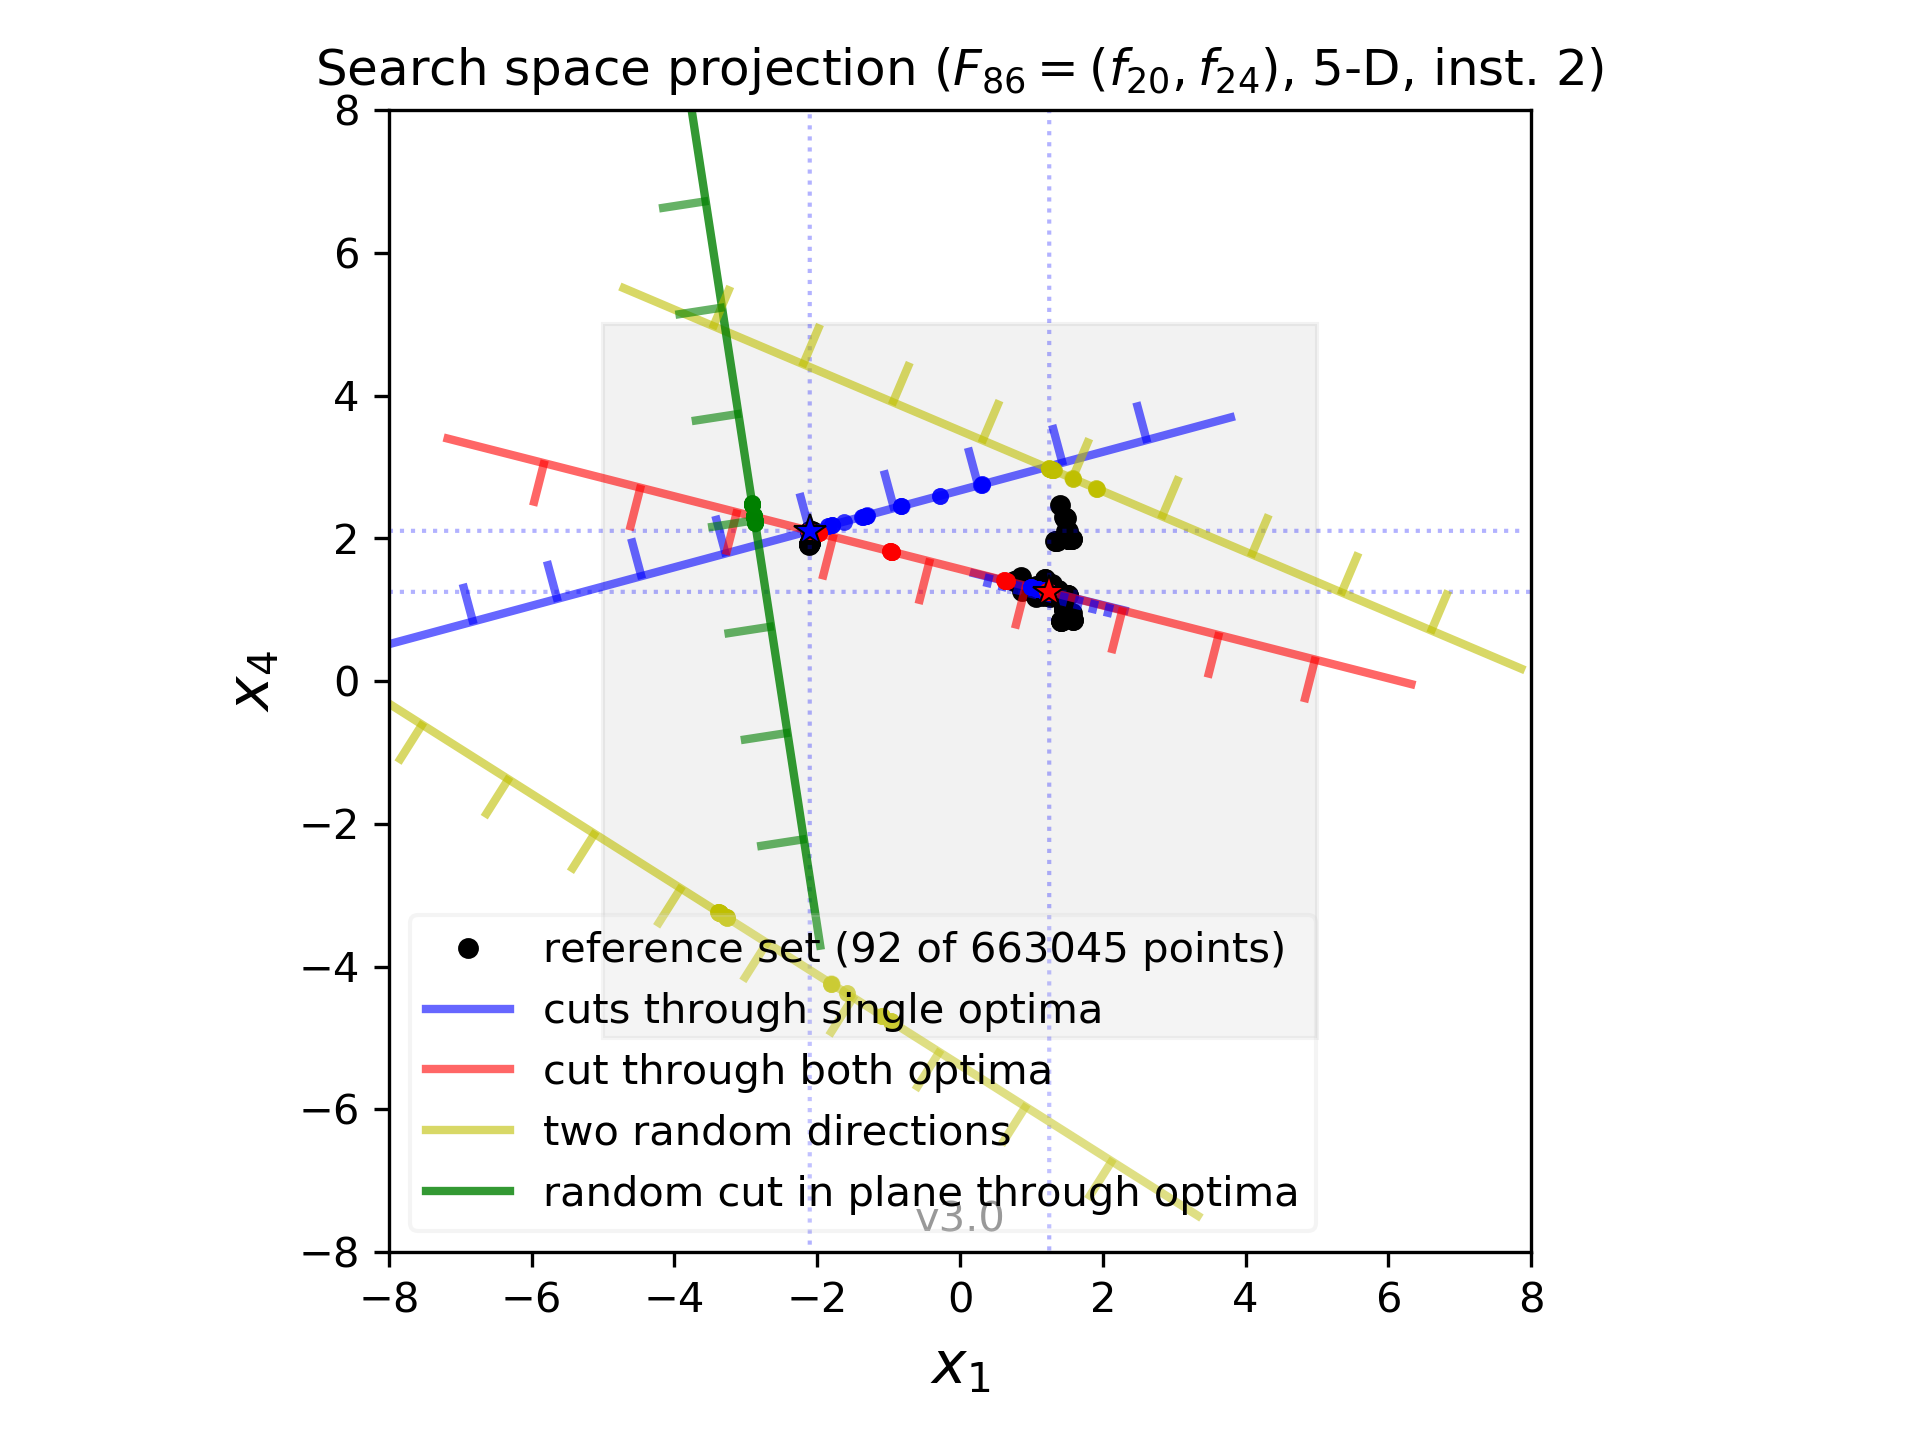 Search space projection (F₈₆ = (f₂₀, f₂₄), 5-D, inst. 2)
8
6
4
2
0
−2
−4
−6
−8
x₄
reference set (92 of 663045 points)
cuts through single optima
cut through both optima
two random directions
random cut in plane through optima
v3.0
−8 −6 −4 −2 0 2 4 6 8
x₁